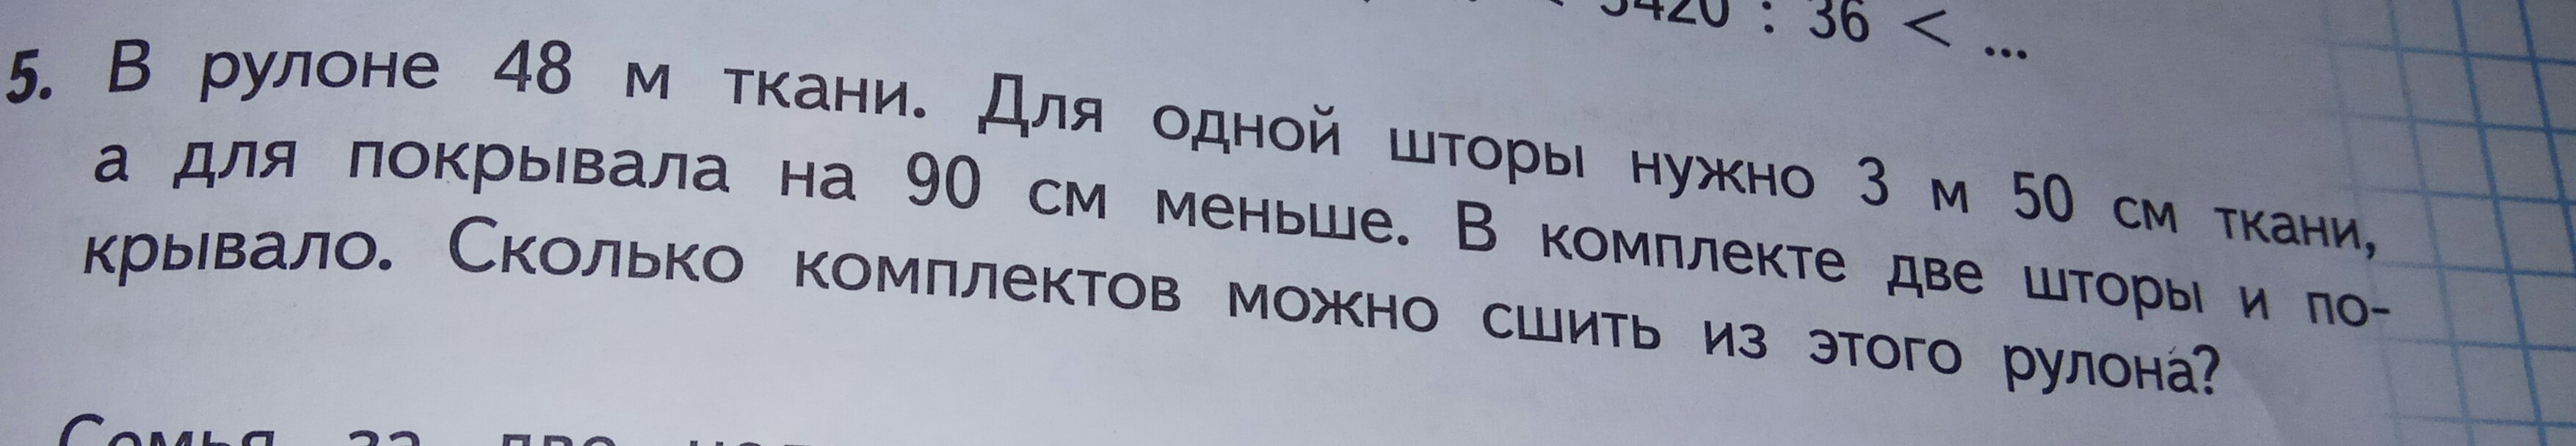 : 36 < ...
5. В рулоне 48 м ткани. Для одной шторы нужно 3 м 50 см ткани,
а для покрывала на 90 см меньше. В комплекте две шторы и по-
крывало. Сколько комплектов можно сшить из этого рулона?